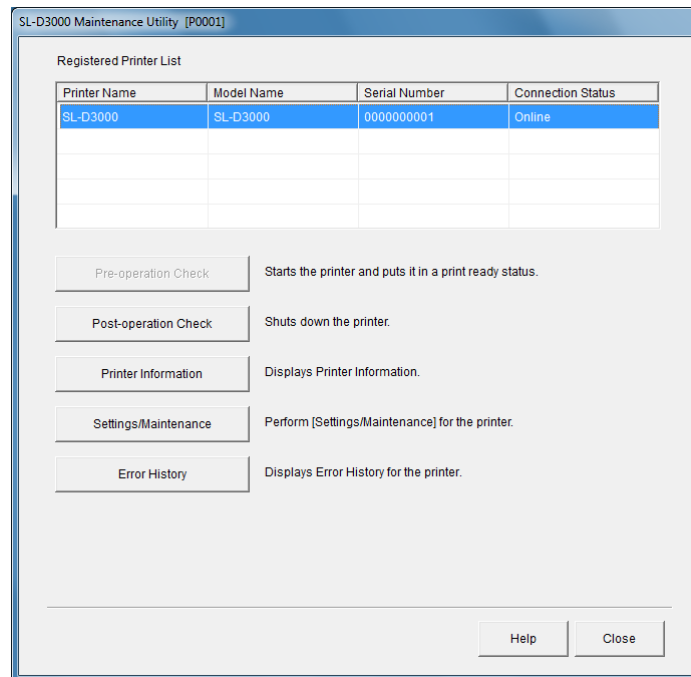 SL-D3000 Maintenance Utility [P0001]
Registered Printer List
Printer Name Model Name Serial Number Connection Status
SL-D3000 SL-D3000 0000000001 Online
Pre-operation Check Starts the printer and puts it in a print ready status.
Post-operation Check Shuts down the printer.
Printer Information Displays Printer Information.
Settings/Maintenance Perform [Settings/Maintenance] for the printer.
Error History Displays Error History for the printer.
Help Close